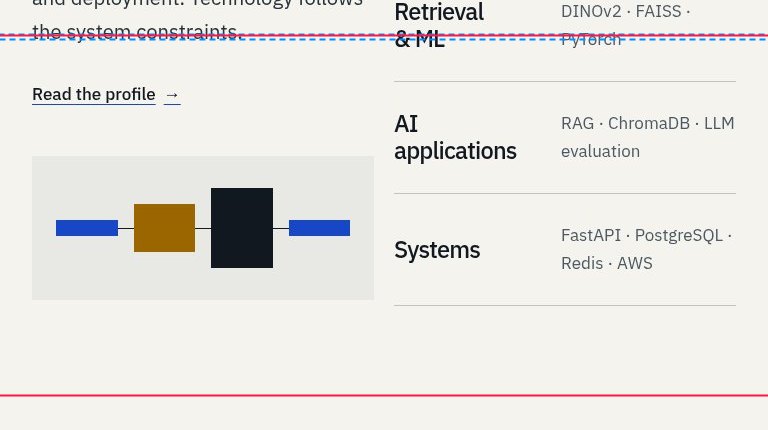 and deployment. Technology follows
the system constraints.
Read the profile →
Retrieval
& ML
DINOv2 · FAISS ·
PyTorch
AI
applications
RAG · ChromaDB · LLM
evaluation
Systems
FastAPI · PostgreSQL ·
Redis · AWS